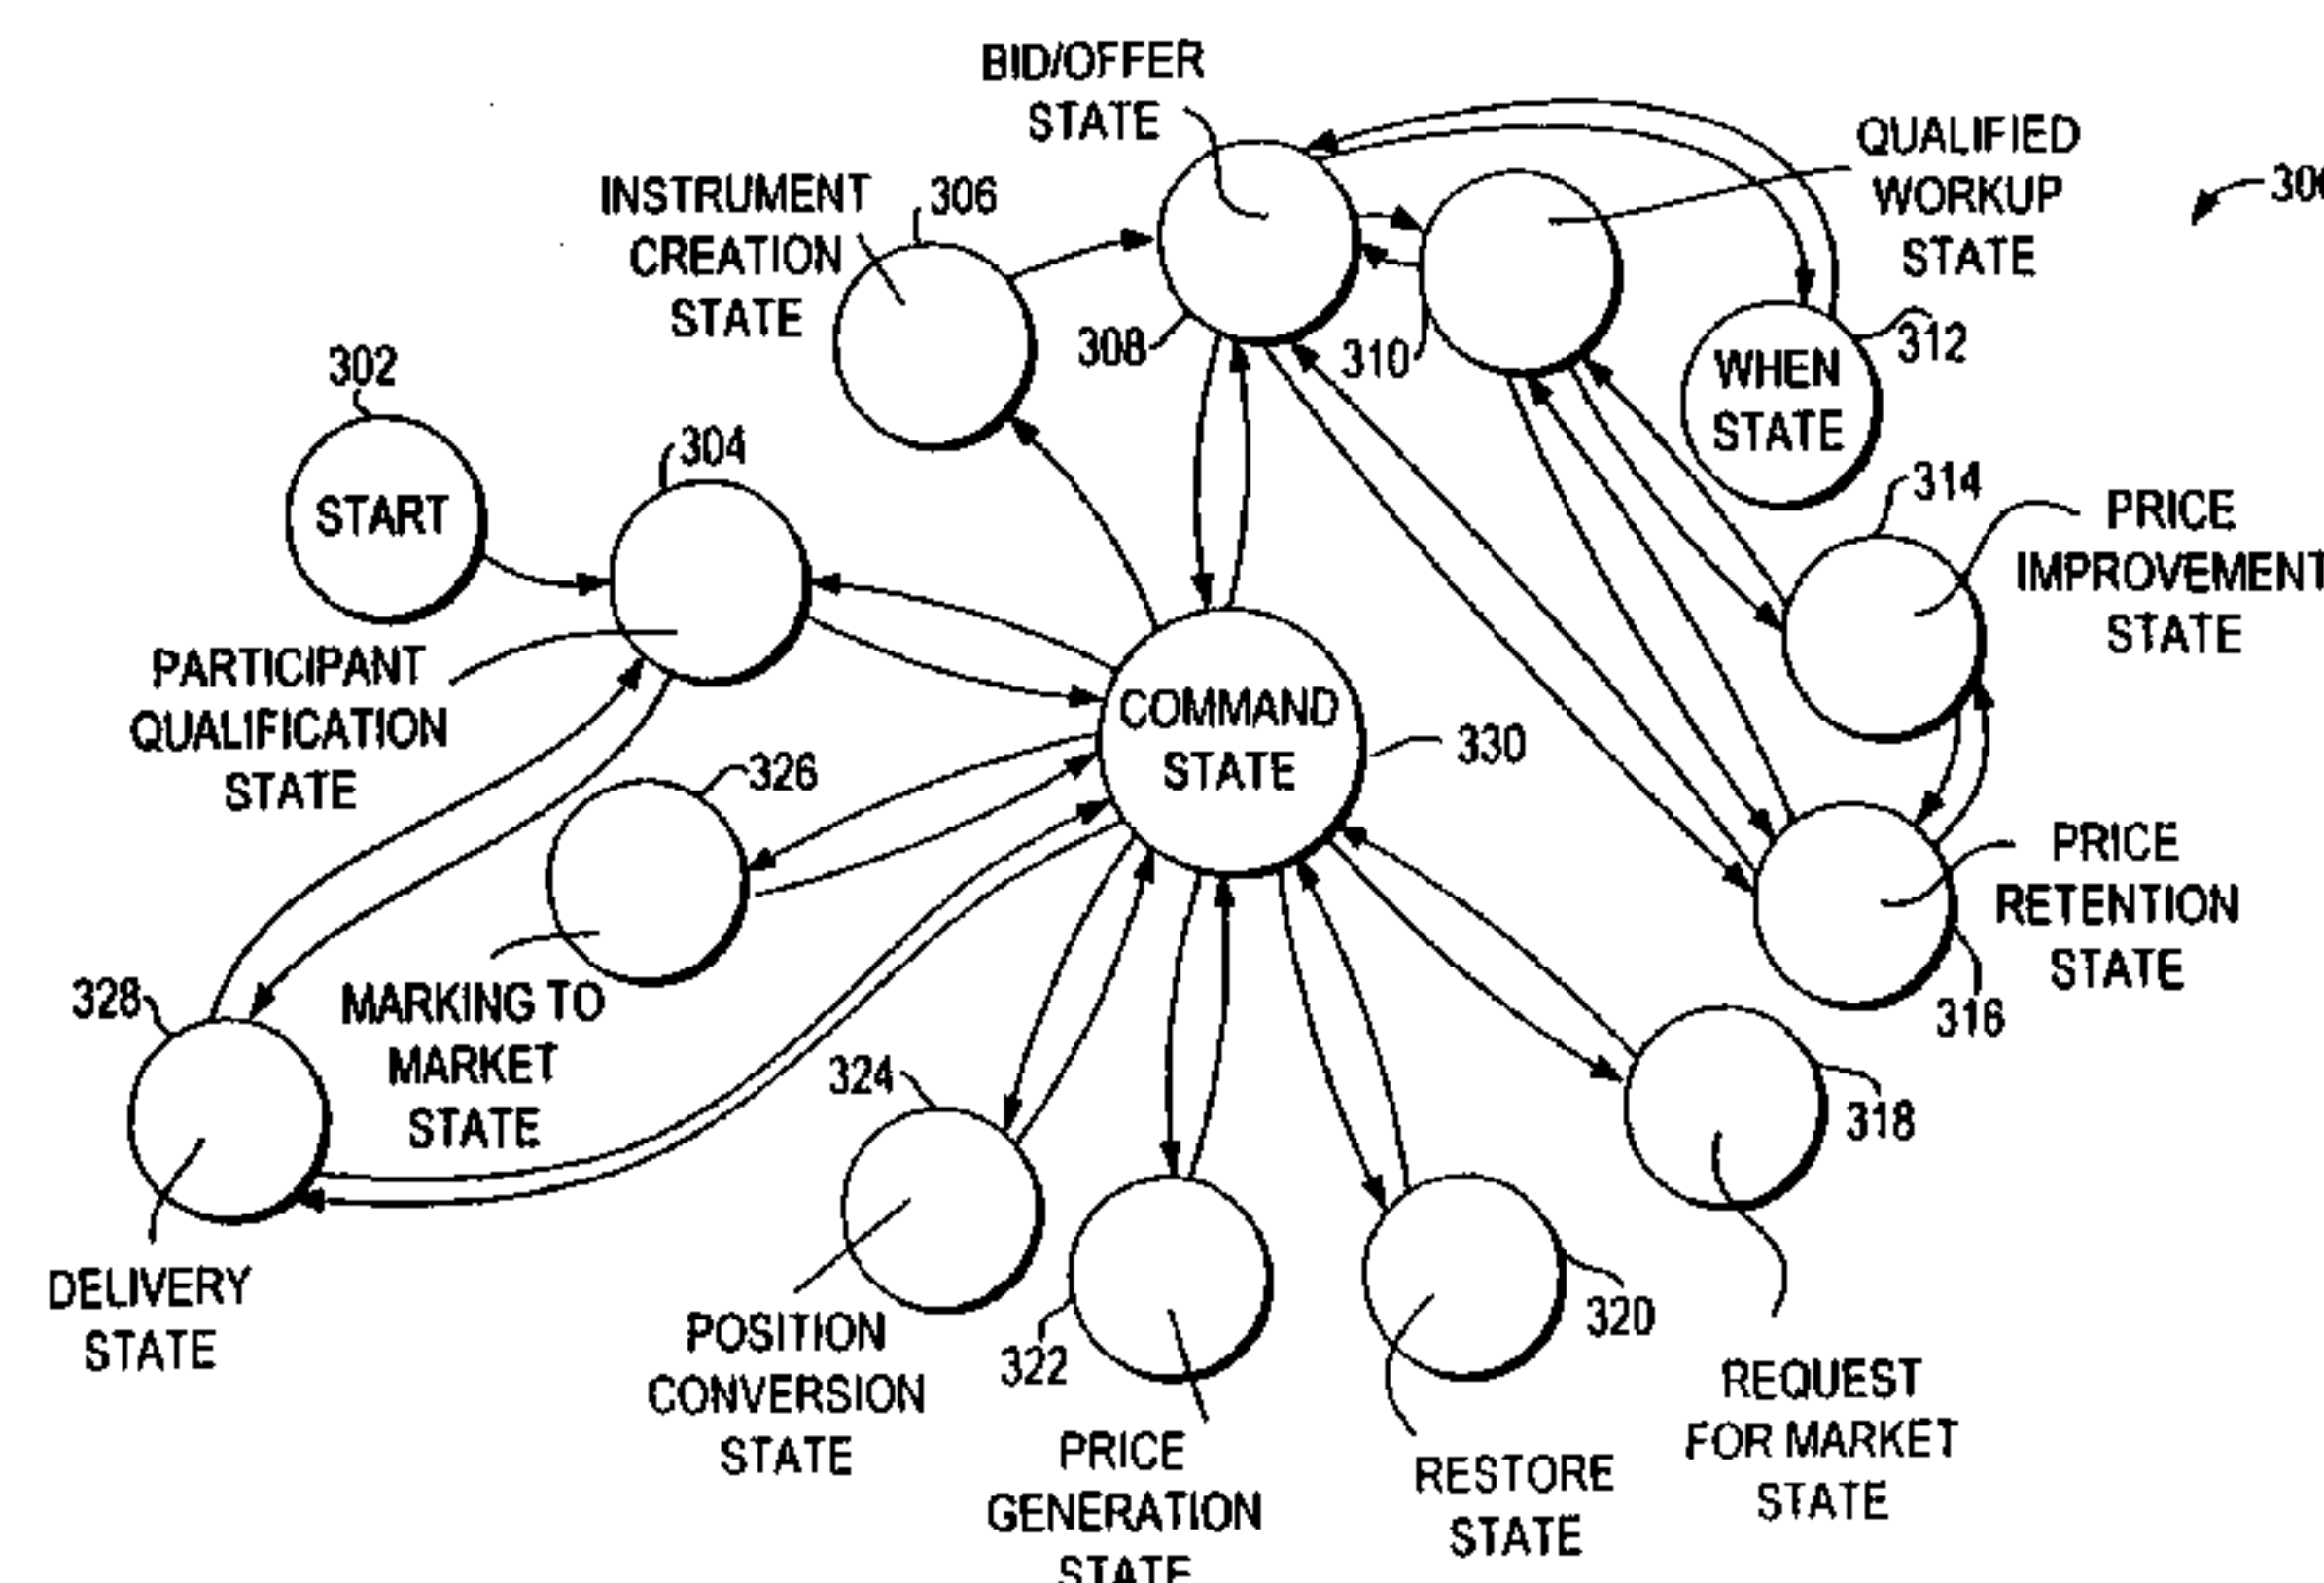 BID/OFFER
STATE
QUALIFIED
WORKUP
STATE
INSTRUMENT
CREATION
STATE
306
308
310
WHEN
STATE
312
302
START
304
314
PRICE
IMPROVEMENT
STATE
PARTICIPANT
QUALIFICATION
STATE
COMMAND
STATE
330
326
PRICE
RETENTION
STATE
316
328
MARKING TO
MARKET
STATE
324
318
DELIVERY
STATE
POSITION
CONVERSION
STATE
322
PRICE
GENERATION
STATE
320
RESTORE
STATE
REQUEST
FOR MARKET
STATE